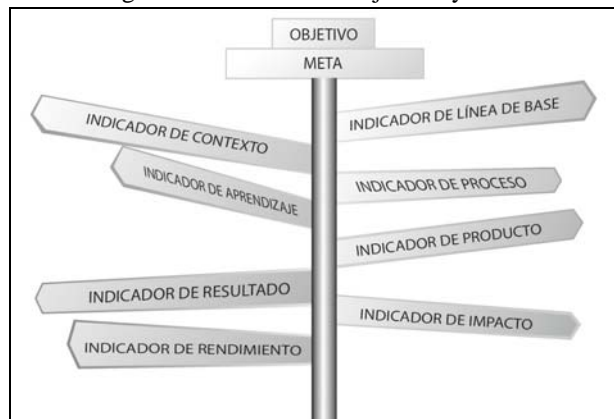 OBJETIVO
META
INDICADOR DE CONTEXTO
INDICADOR DE LÍNEA DE BASE
INDICADOR DE APRENDIZAJE
INDICADOR DE PROCESO
INDICADOR DE PRODUCTO
INDICADOR DE RESULTADO
INDICADOR DE IMPACTO
INDICADOR DE RENDIMIENTO